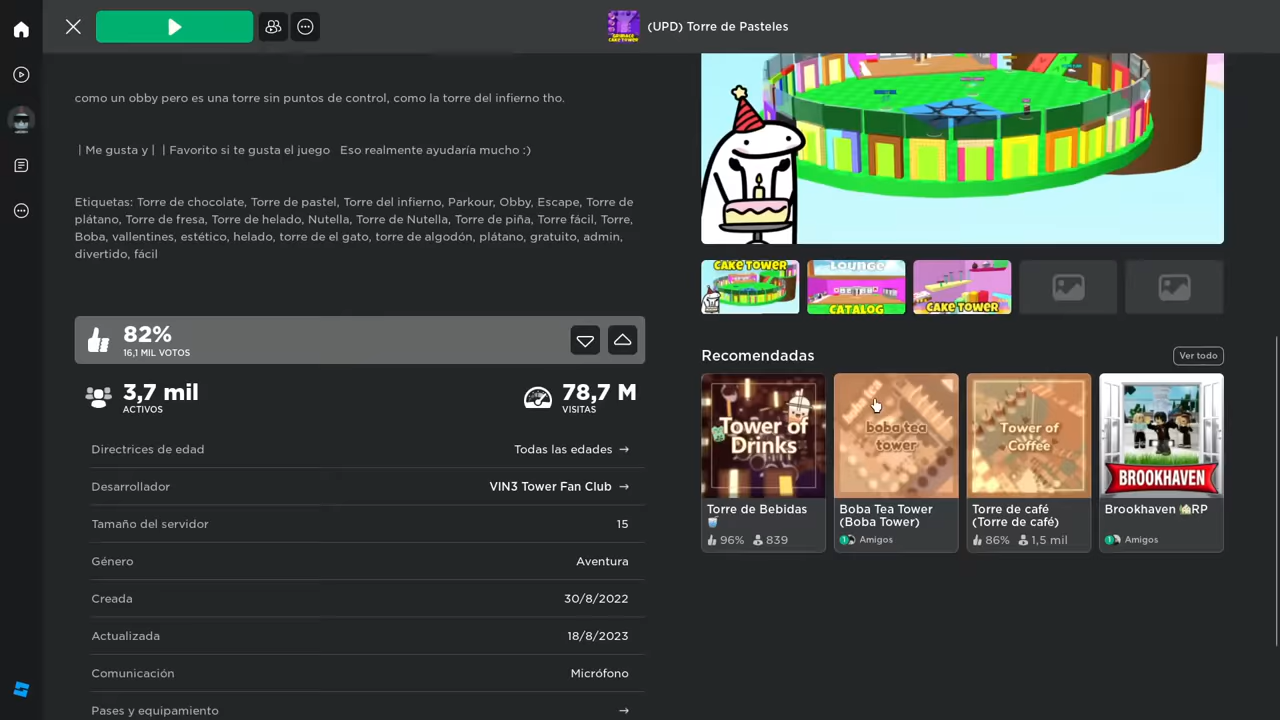 (UPD) Torre de Pasteles
como un obby pero es una torre sin puntos de control, como la torre del infierno tho.
| Me gusta y | | Favorito si te gusta el juego Eso realmente ayudaría mucho :)
Etiquetas: Torre de chocolate, Torre de pastel, Torre del infierno, Parkour, Obby, Escape, Torre de
plátano, Torre de fresa, Torre de helado, Nutella, Torre de Nutella, Torre de piña, Torre fácil, Torre,
Boba, vallentines, estético, helado, torre de el gato, torre de algodón, plátano, gratuito, admin,
divertido, fácil
82%
16,1 MIL VOTOS
3,7 mil
ACTIVOS
78,7 M
VISITAS
Directrices de edad
Todas las edades →
Desarrollador
VIN3 Tower Fan Club →
Tamaño del servidor
15
Género
Aventura
Creada
30/8/2022
Actualizada
18/8/2023
Comunicación
Micrófono
Pases y equipamiento
→
CAKE TOWER
LOUNGE
CATALOG
CAKE TOWER
Recomendadas
Ver todo
Tower of
Drinks
Torre de Bebidas
96% 839
boba tea
tower
Boba Tea Tower
(Boba Tower)
1 Amigos
Tower of
Coffee
Torre de café
(Torre de café)
86% 1,5 mil
BROOKHAVEN
Brookhaven 🏡RP
1 Amigos